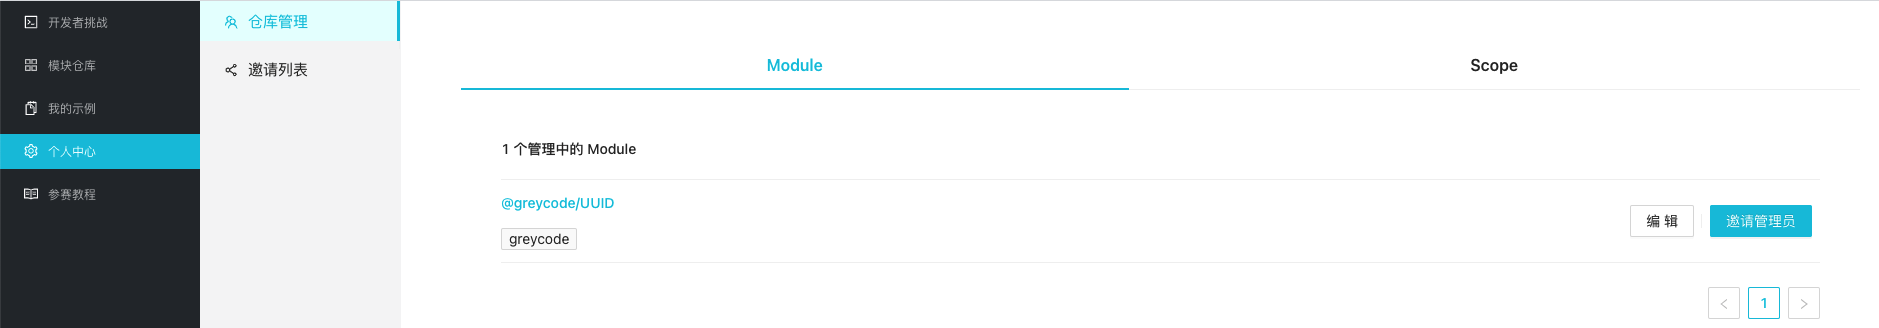 开发者挑战
模块仓库
我的示例
个人中心
参赛教程
仓库管理
邀请列表
Module
Scope
1 个管理中的 Module
@greycode/UUID
greycode
编 辑
邀请管理员
1